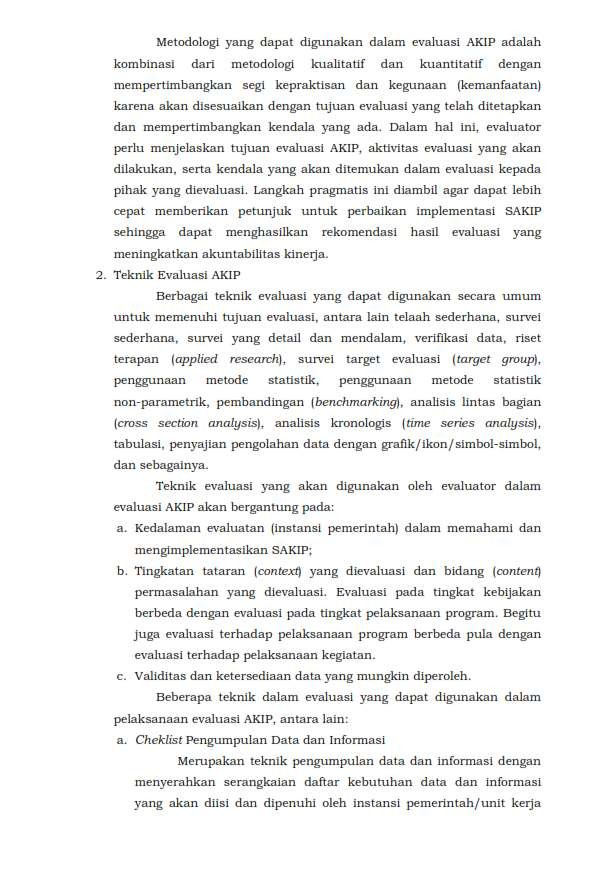 Metodologi yang dapat digunakan dalam evaluasi AKIP adalah
kombinasi dari metodologi kualitatif dan kuantitatif dengan
mempertimbangkan segi kepraktisan dan kegunaan (kemanfaatan)
karena akan disesuaikan dengan tujuan evaluasi yang telah ditetapkan
dan mempertimbangkan kendala yang ada. Dalam hal ini, evaluator
perlu menjelaskan tujuan evaluasi AKIP, aktivitas evaluasi yang akan
dilakukan, serta kendala yang akan ditemukan dalam evaluasi kepada
pihak yang dievaluasi. Langkah pragmatis ini diambil agar dapat lebih
cepat memberikan petunjuk untuk perbaikan implementasi SAKIP
sehingga dapat menghasilkan rekomendasi hasil evaluasi yang
meningkatkan akuntabilitas kinerja.
2. Teknik Evaluasi AKIP
Berbagai teknik evaluasi yang dapat digunakan secara umum
untuk memenuhi tujuan evaluasi, antara lain telaah sederhana, survei
sederhana, survei yang detail dan mendalam, verifikasi data, riset
terapan (applied research), survei target evaluasi (target group),
penggunaan metode statistik, penggunaan metode statistik
non-parametrik, pembandingan (benchmarking), analisis lintas bagian
(cross section analysis), analisis kronologis (time series analysis),
tabulasi, penyajian pengolahan data dengan grafik/ikon/simbol-simbol,
dan sebagainya.
Teknik evaluasi yang akan digunakan oleh evaluator dalam
evaluasi AKIP akan bergantung pada:
a. Kedalaman evaluatan (instansi pemerintah) dalam memahami dan
mengimplementasikan SAKIP;
b. Tingkatan tataran (context) yang dievaluasi dan bidang (content)
permasalahan yang dievaluasi. Evaluasi pada tingkat kebijakan
berbeda dengan evaluasi pada tingkat pelaksanaan program. Begitu
juga evaluasi terhadap pelaksanaan program berbeda pula dengan
evaluasi terhadap pelaksanaan kegiatan.
c. Validitas dan ketersediaan data yang mungkin diperoleh.
Beberapa teknik dalam evaluasi yang dapat digunakan dalam
pelaksanaan evaluasi AKIP, antara lain:
a. Cheklist Pengumpulan Data dan Informasi
Merupakan teknik pengumpulan data dan informasi dengan
menyerahkan serangkaian daftar kebutuhan data dan informasi
yang akan diisi dan dipenuhi oleh instansi pemerintah/unit kerja